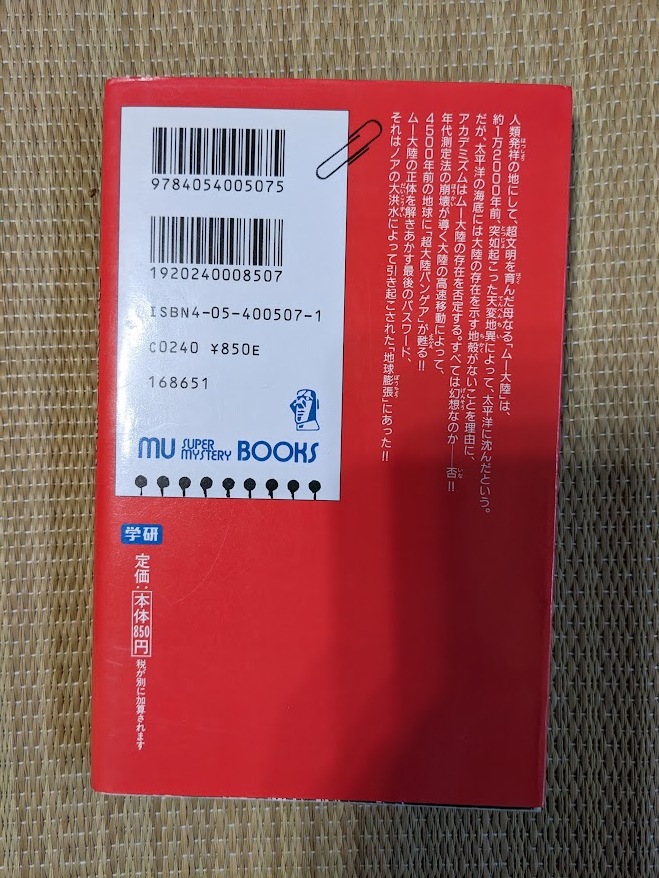 人類発祥の地にして、超文明を育んだ母なる「ムー大陸」は、
約1万2000年前、突如起こった天変地異によって、太平洋に沈んだという。
だが、太平洋の海底には大陸の存在を示す地殻がないことを理由に、
アカデミズムはムー大陸の存在を否定する。すべては幻想なのか――否!!
年代測定法の崩壊が導く、大陸の高速移動によって、
4500年前の地球に「超大陸パンゲア」が甦る!!
ムー大陸の正体を解きあかす最後のパスワード、
それはノアの大洪水によって引き起こされた「地球膨張」にあった!!
9784054005075
1920240008507
ISBN4-05-400507-1
C0240 ¥850E
168651
MU SUPER MYSTERY BOOKS
学研
定価:本体850円
税が別に加算されます